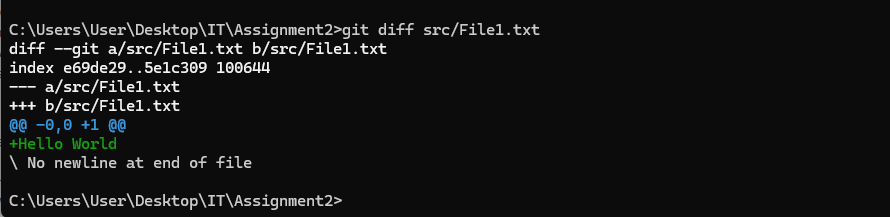 C:\Users\User\Desktop\IT\Assignment2>git diff src/File1.txt
diff --git a/src/File1.txt b/src/File1.txt
index e69de29..5e1c309 100644
--- a/src/File1.txt
+++ b/src/File1.txt
@@ -0,0 +1 @@
+Hello World
\ No newline at end of file
C:\Users\User\Desktop\IT\Assignment2>